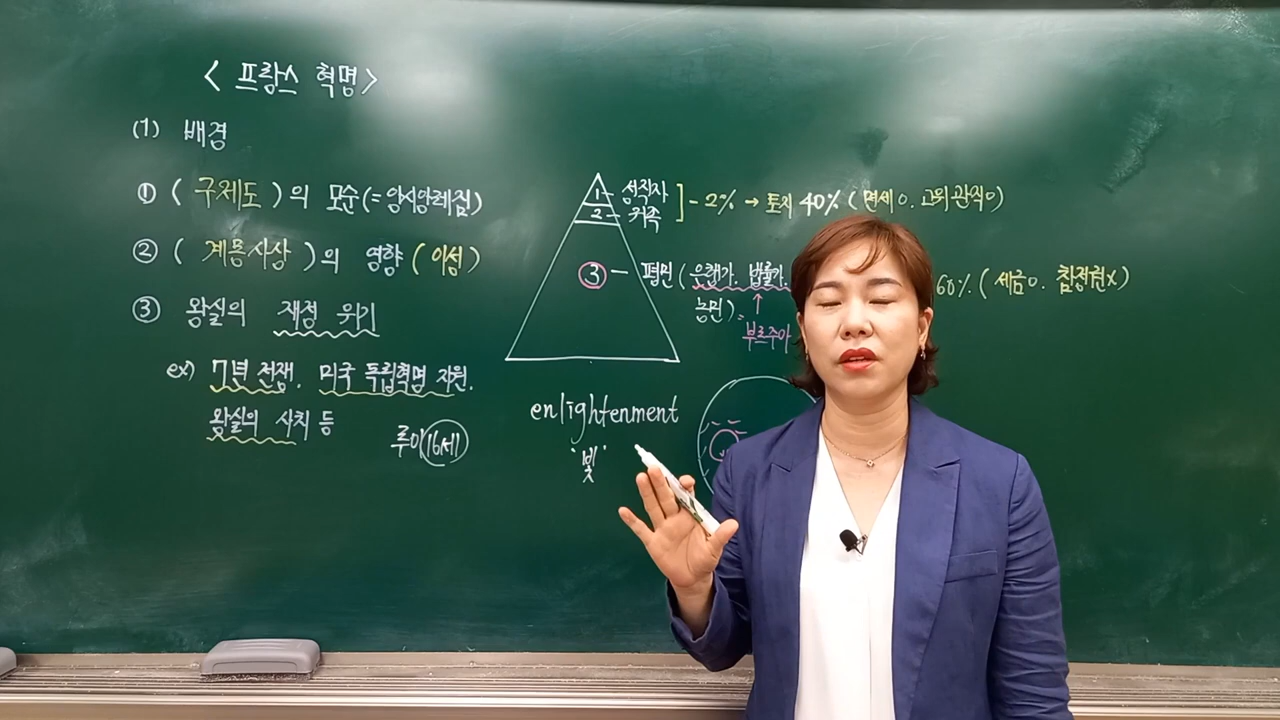 < 프랑스 혁명 >
(1) 배경
① ( 구제도 ) 의 모순 (= 앙시앙레짐)
② ( 계몽사상 ) 의 영향 ( 이성 )
③ 왕실의 재정 위기
ex) 7년 전쟁. 미국 독립혁명 지원.
왕실의 사치 등
루이 16세
1 - 성직자
2 - 귀족
] - 2% → 토지 40% ( 면세 O. 고위관직 O)
③ - 평민 ( 은행가. 법률가.
농민).
↑
부르주아
60% ( 세금 O. 참정권 X)
enlightenment
'빛'